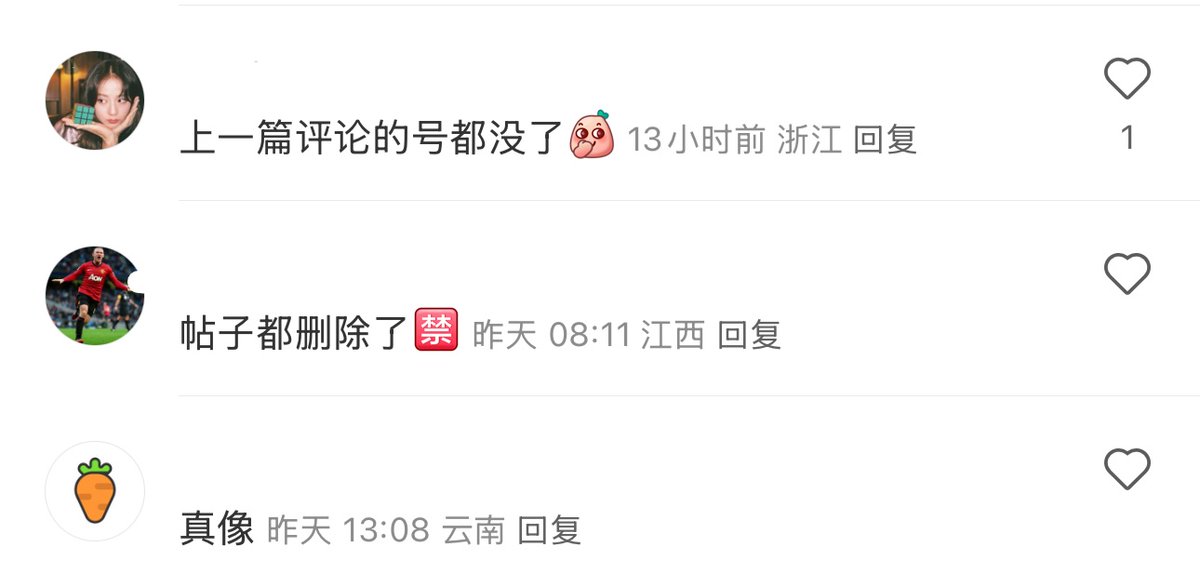 上一篇评论的号都没了 13小时前 浙江 回复
1
帖子都删除了🈲 昨天 08:11 江西 回复
真像 昨天 13:08 云南 回复